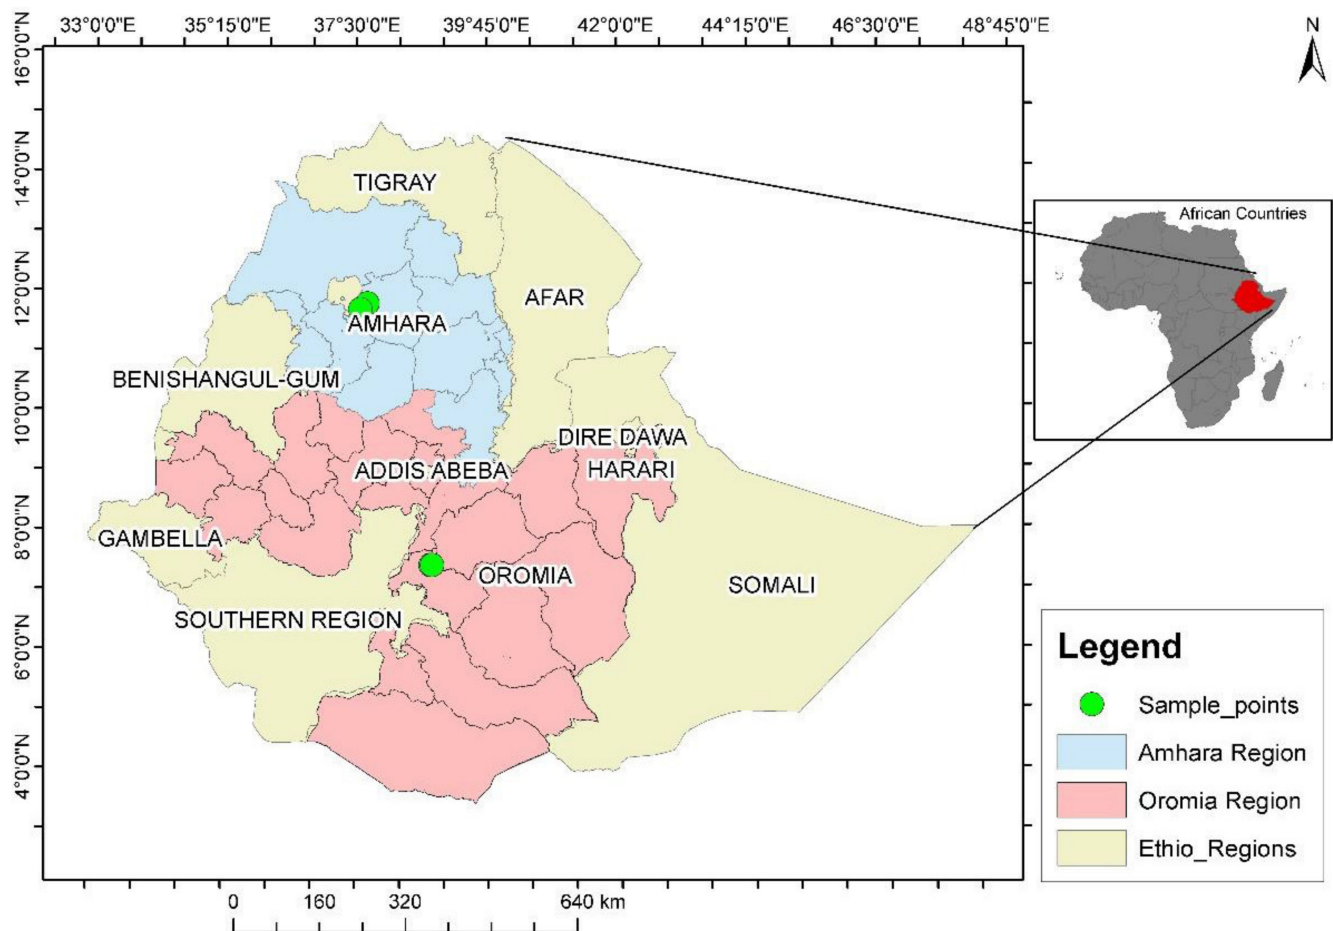 33°0'0"E 35°15'0"E 37°30'0"E 39°45'0"E 42°0'0"E 44°15'0"E 46°30'0"E 48°45'0"E
N
16°0'0"N
14°0'0"N
12°0'0"N
10°0'0"N
8°0'0"N
6°0'0"N
4°0'0"N
TIGRAY
AFAR
AMHARA
BENISHANGUL-GUM
DIRE DAWA
ADDIS ABEBA
HARARI
GAMBELLA
OROMIA
SOMALI
SOUTHERN REGION
African Countries
Legend
Sample_points
Amhara Region
Oromia Region
Ethio_Regions
0 160 320 640 km